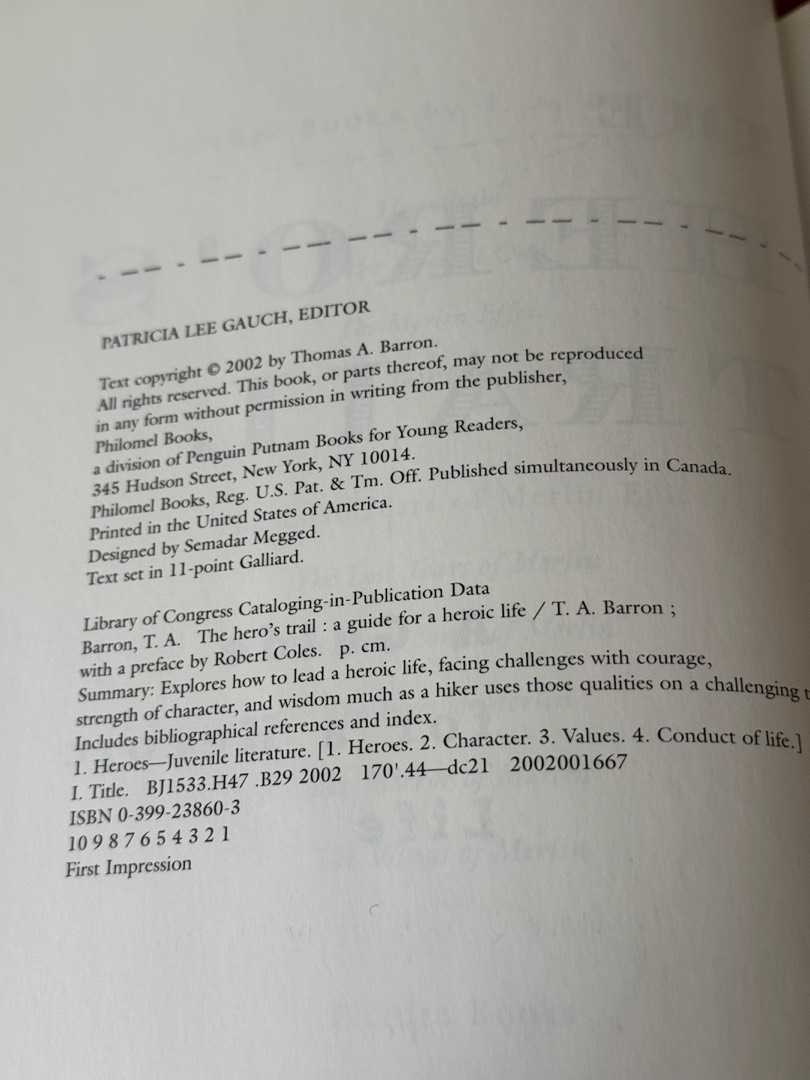 PATRICIA LEE GAUCH, EDITOR
Text copyright © 2002 by Thomas A. Barron.
All rights reserved. This book, or parts thereof, may not be reproduced
in any form without permission in writing from the publisher,
Philomel Books,
a division of Penguin Putnam Books for Young Readers,
345 Hudson Street, New York, NY 10014.
Philomel Books, Reg. U.S. Pat. & Tm. Off. Published simultaneously in Canada.
Printed in the United States of America.
Designed by Semadar Megged.
Text set in 11-point Galliard.
Library of Congress Cataloging-in-Publication Data
Barron, T. A. The hero's trail : a guide for a heroic life / T. A. Barron ;
with a preface by Robert Coles. p. cm.
Summary: Explores how to lead a heroic life, facing challenges with courage,
strength of character, and wisdom much as a hiker uses those qualities on a challenging
Includes bibliographical references and index.
1. Heroes—Juvenile literature. [1. Heroes. 2. Character. 3. Values. 4. Conduct of life.]
I. Title. BJ1533.H47 .B29 2002 170'.44—dc21 2002001667
ISBN 0-399-23860-3
10 9 8 7 6 5 4 3 2 1
First Impression